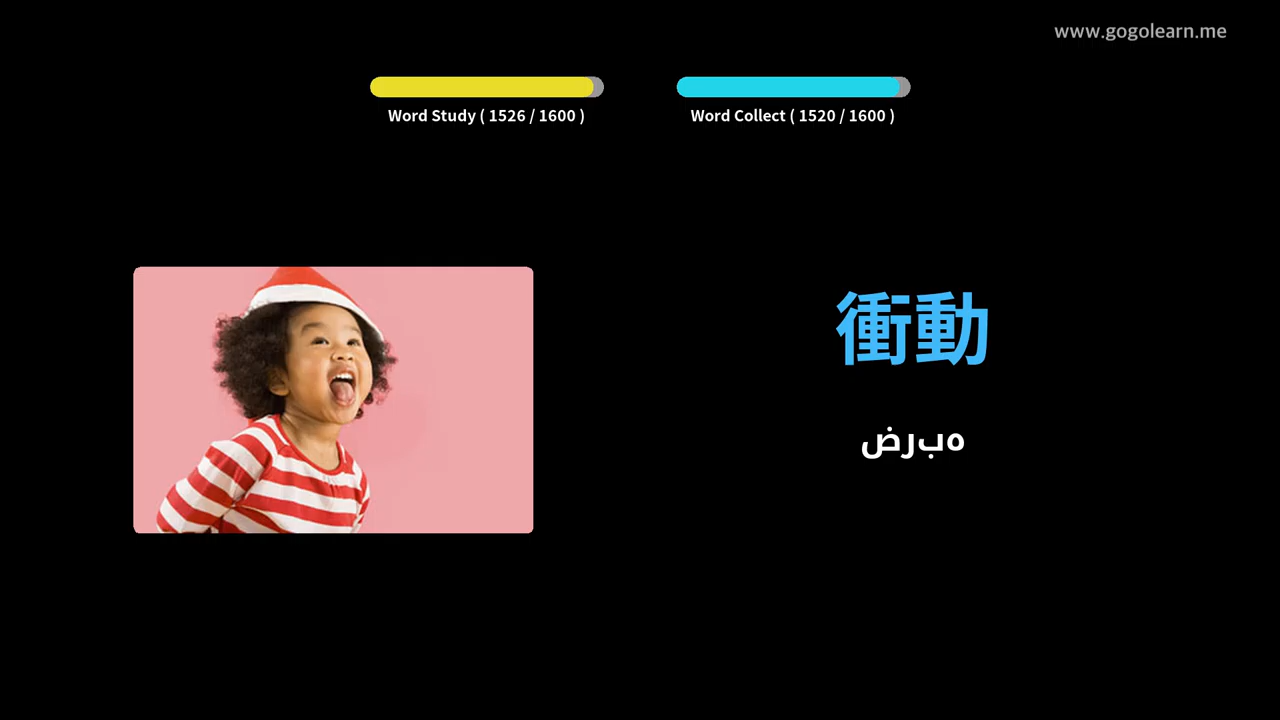 www.gogolearn.me
Word Study ( 1526 / 1600 )
Word Collect ( 1520 / 1600 )
衝動
ەبرض